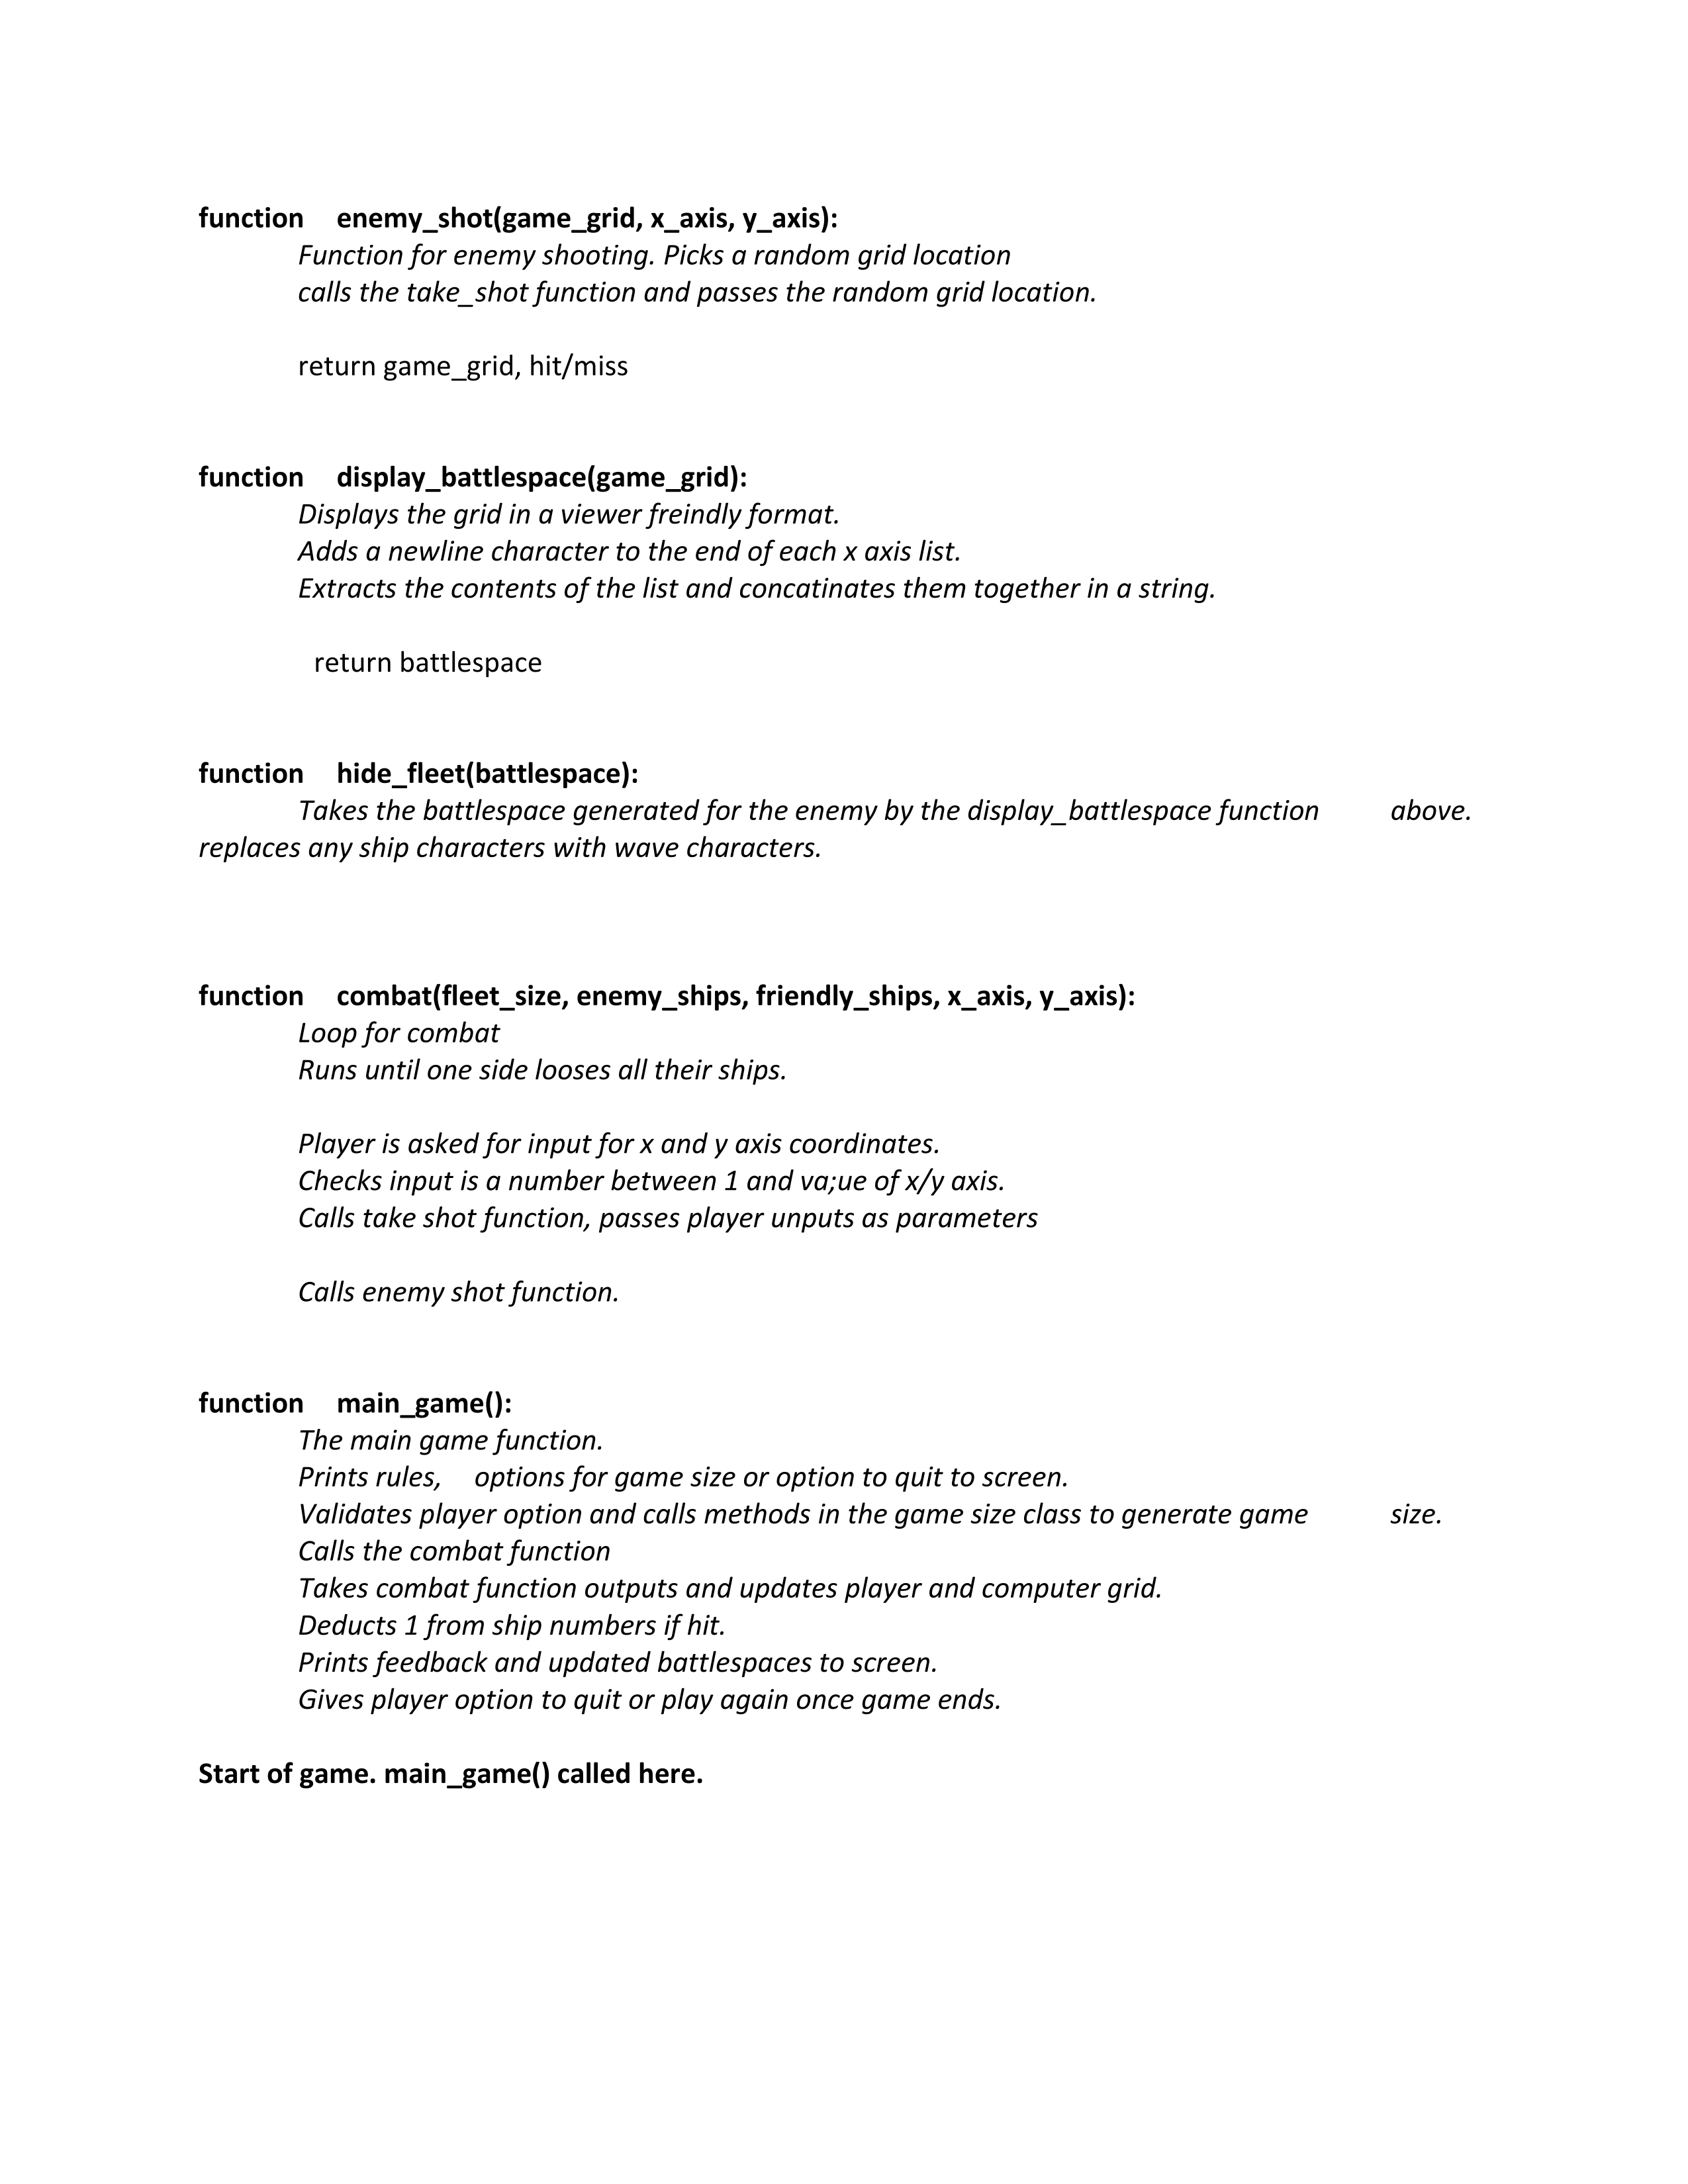 function enemy_shot(game_grid, x_axis, y_axis):
Function for enemy shooting. Picks a random grid location
calls the take_shot function and passes the random grid location.
return game_grid, hit/miss
function display_battlespace(game_grid):
Displays the grid in a viewer freindly format.
Adds a newline character to the end of each x axis list.
Extracts the contents of the list and concatinates them together in a string.
return battlespace
function hide_fleet(battlespace):
Takes the battlespace generated for the enemy by the display_battlespace function above.
replaces any ship characters with wave characters.
function combat(fleet_size, enemy_ships, friendly_ships, x_axis, y_axis):
Loop for combat
Runs until one side looses all their ships.
Player is asked for input for x and y axis coordinates.
Checks input is a number between 1 and va;ue of x/y axis.
Calls take shot function, passes player unputs as parameters
Calls enemy shot function.
function main_game():
The main game function.
Prints rules, options for game size or option to quit to screen.
Validates player option and calls methods in the game size class to generate game size.
Calls the combat function
Takes combat function outputs and updates player and computer grid.
Deducts 1 from ship numbers if hit.
Prints feedback and updated battlespaces to screen.
Gives player option to quit or play again once game ends.
Start of game. main_game() called here.